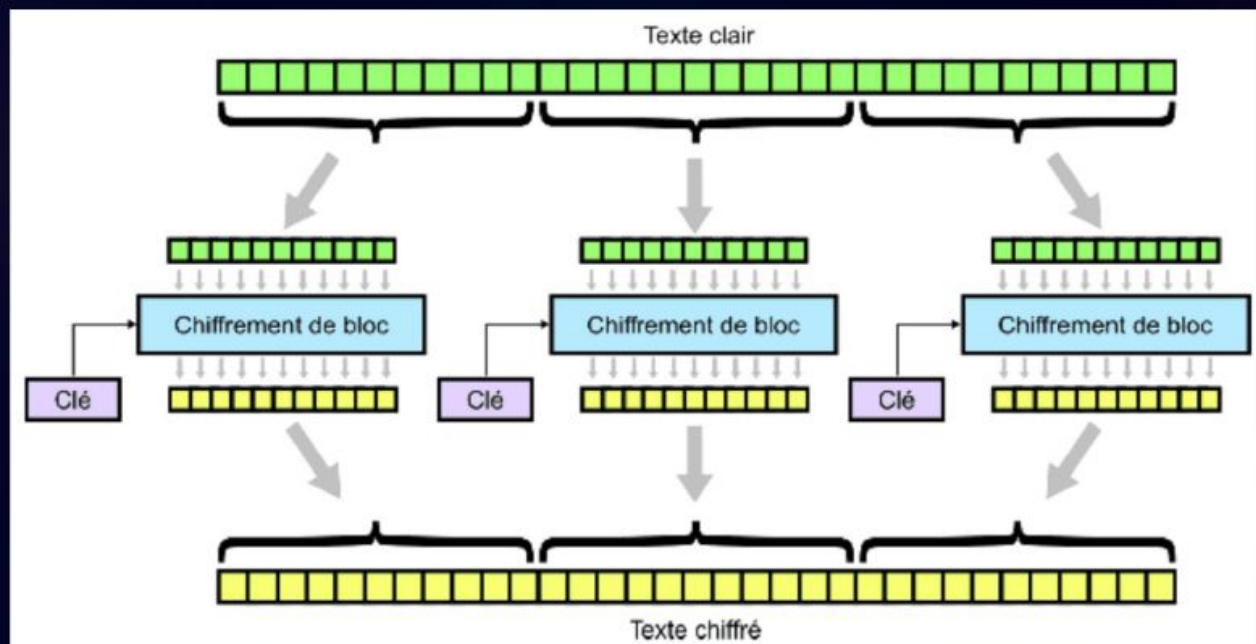 Texte clair
Chiffrement de bloc
Chiffrement de bloc
Chiffrement de bloc
Clé
Clé
Clé
Texte chiffré